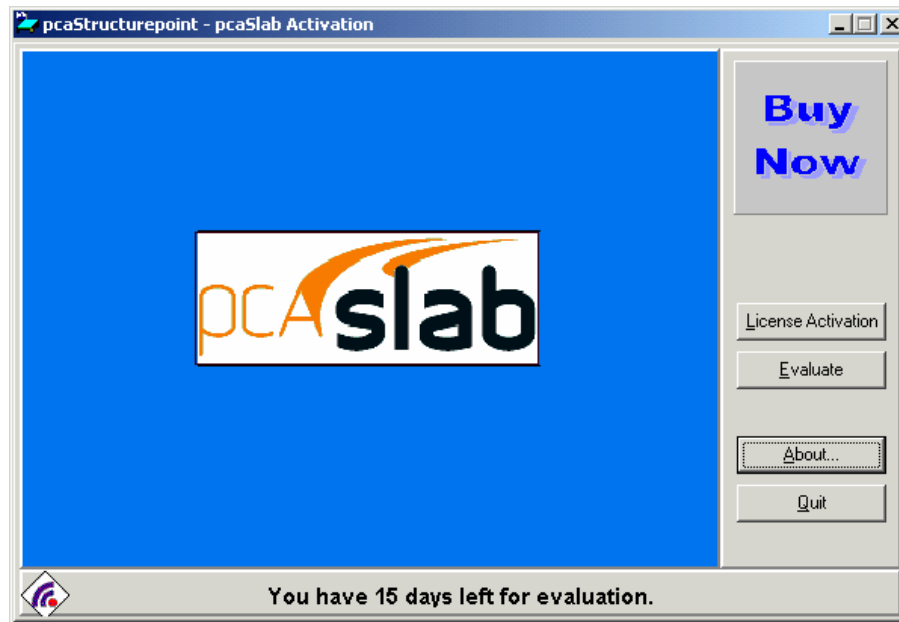 pcaStructurepoint - pcaSlab Activation
Buy
Now
pcaslab
License Activation
Evaluate
About...
Quit
You have 15 days left for evaluation.